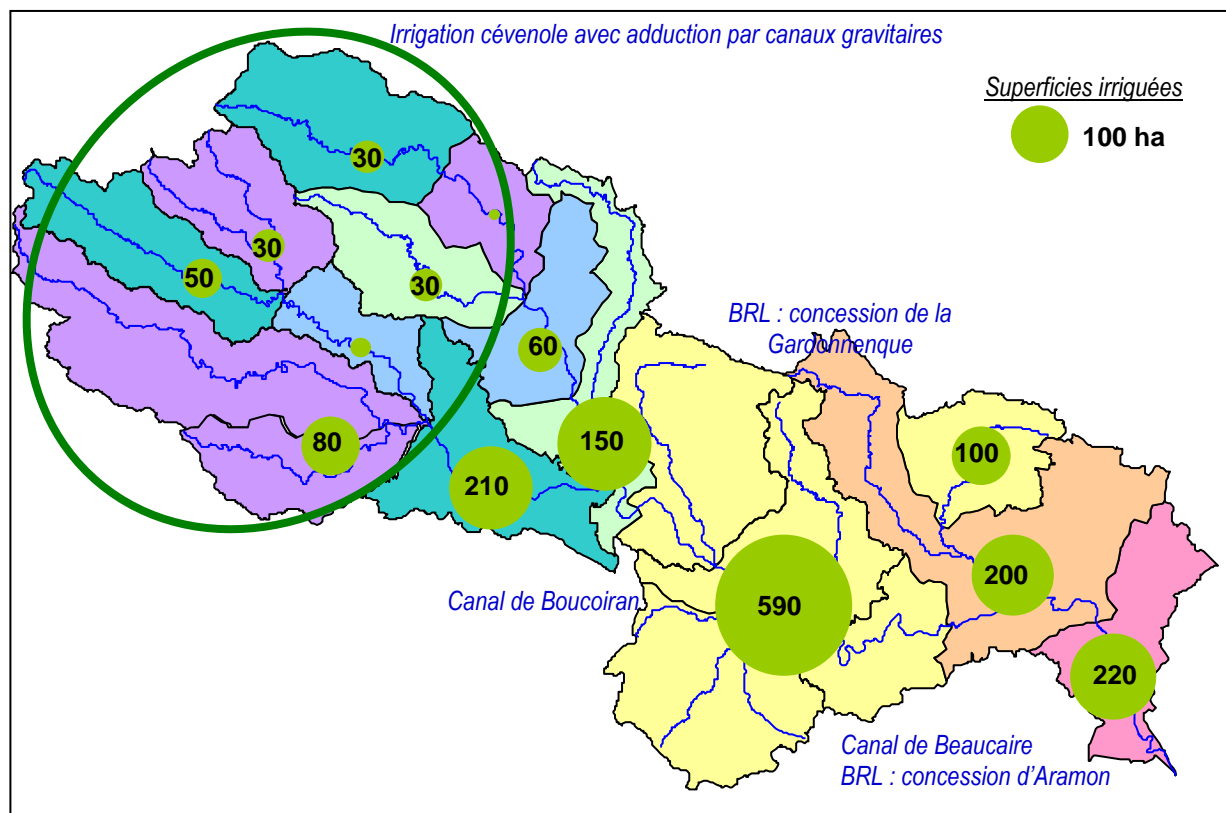 Irrigation cévenole avec adduction par canaux gravitaires
Superficies irriguées
100 ha
30
30
50
30
60
BRL : concession de la
Gardonnenque
80
150
210
100
200
Canal de Boucoiran
590
220
Canal de Beaucaire
BRL : concession d'Aramon